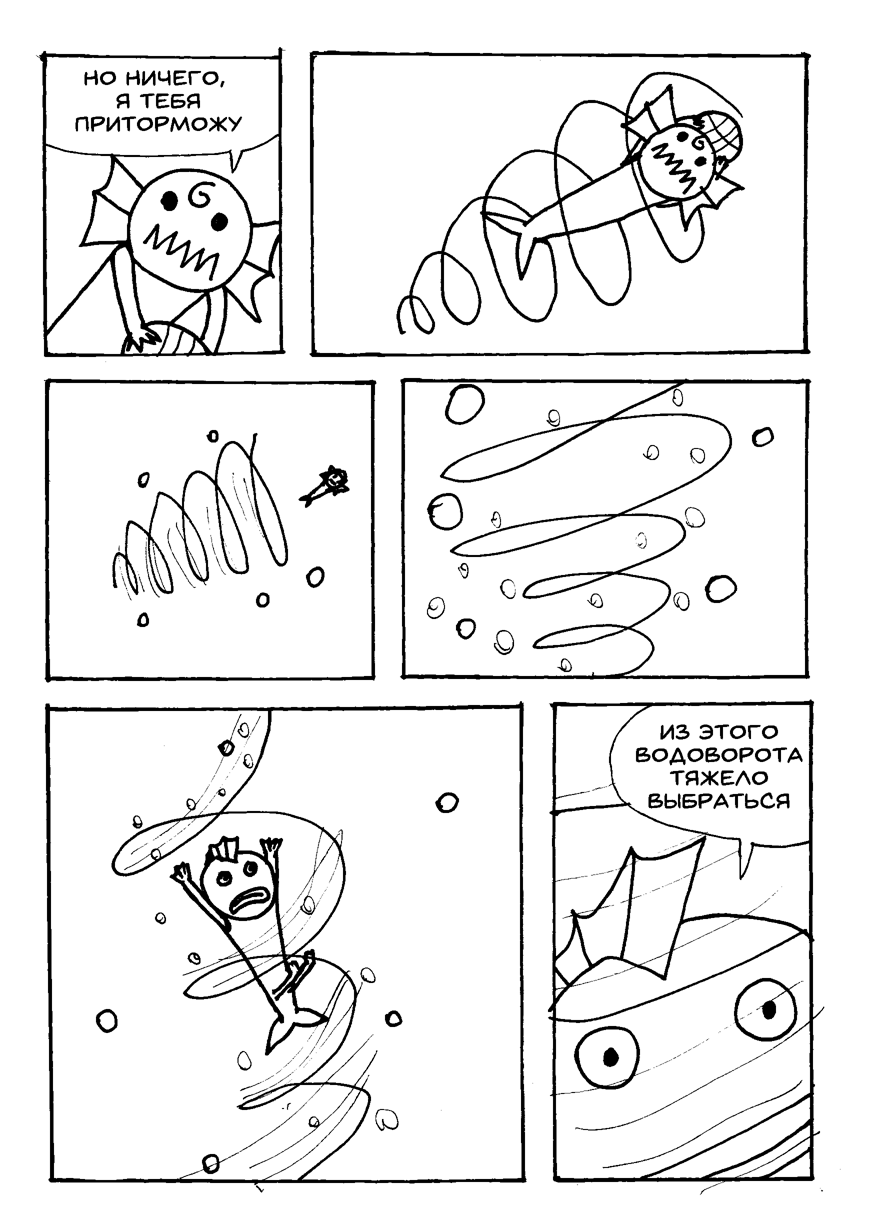 НО НИЧЕГО,
Я ТЕБЯ
ПРИТОРМОЖУ
ИЗ ЭТОГО
ВОДОВОРОТА
ТЯЖЕЛО
ВЫБРАТЬСЯ